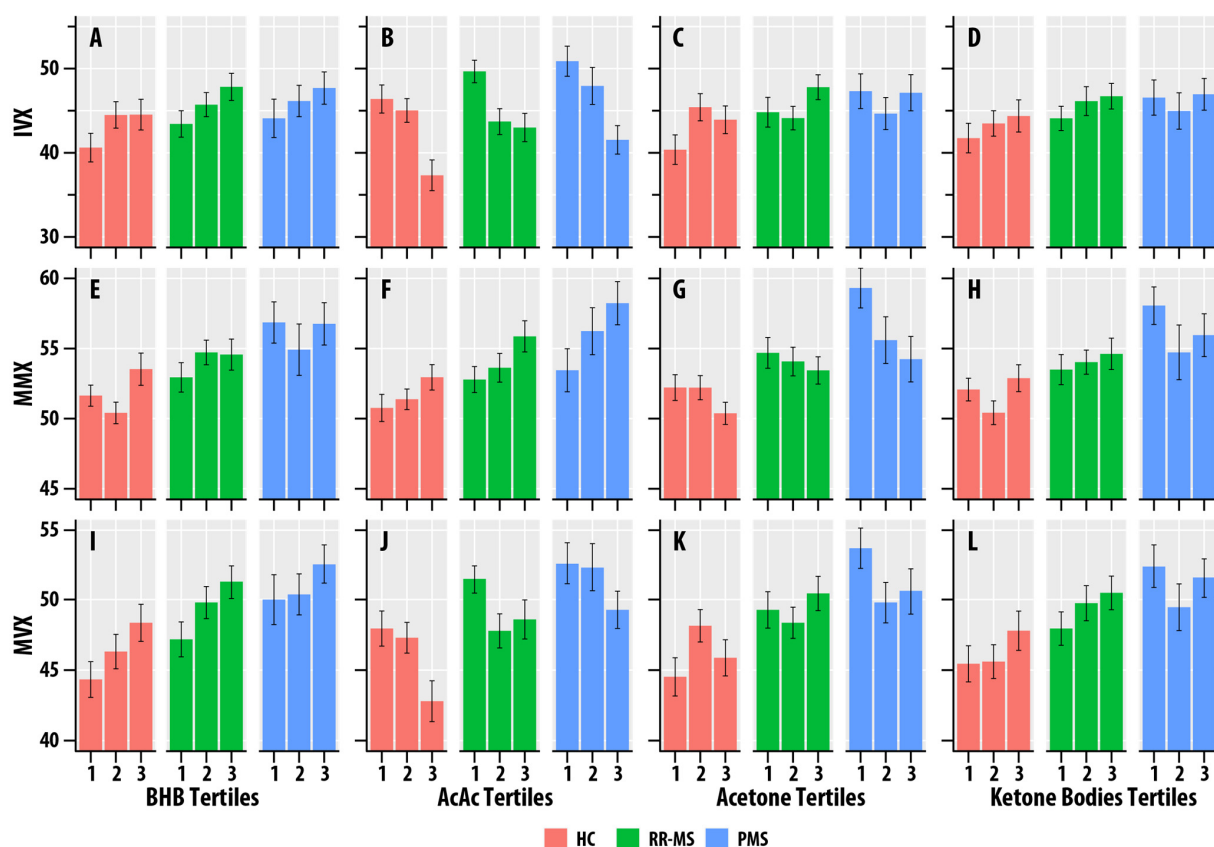 A B C D
IVX
50
40
30
E F G H
MMX
60
55
50
45
I J K L
MVX
55
50
45
40
1 2 3 1 2 3 1 2 3 1 2 3 1 2 3 1 2 3 1 2 3 1 2 3 1 2 3 1 2 3 1 2 3 1 2 3
BHB Tertiles AcAc Tertiles Acetone Tertiles Ketone Bodies Tertiles
HC RR-MS PMS